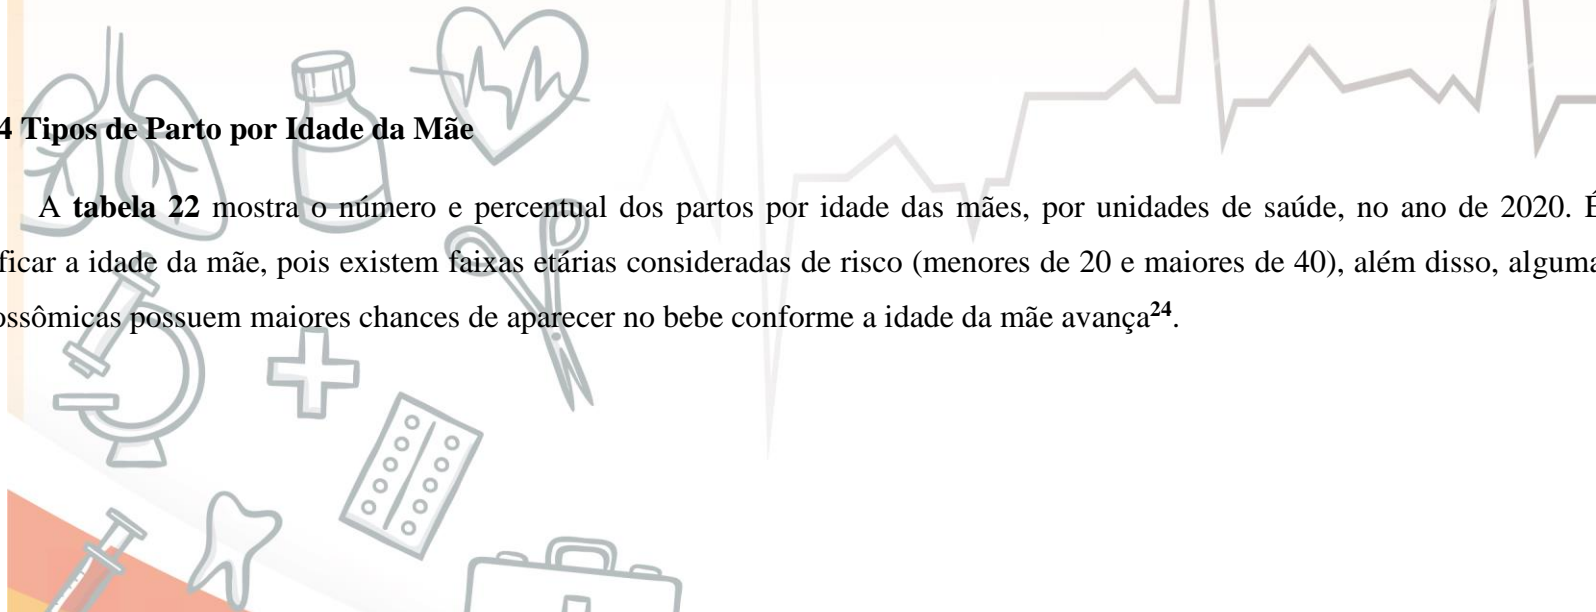 4 Tipos de Parto por Idade da Mãe
A tabela 22 mostra o número e percentual dos partos por idade das mães, por unidades de saúde, no ano de 2020. É
ficar a idade da mãe, pois existem faixas etárias consideradas de risco (menores de 20 e maiores de 40), além disso, alguma
ossômicas possuem maiores chances de aparecer no bebe conforme a idade da mãe avança24.